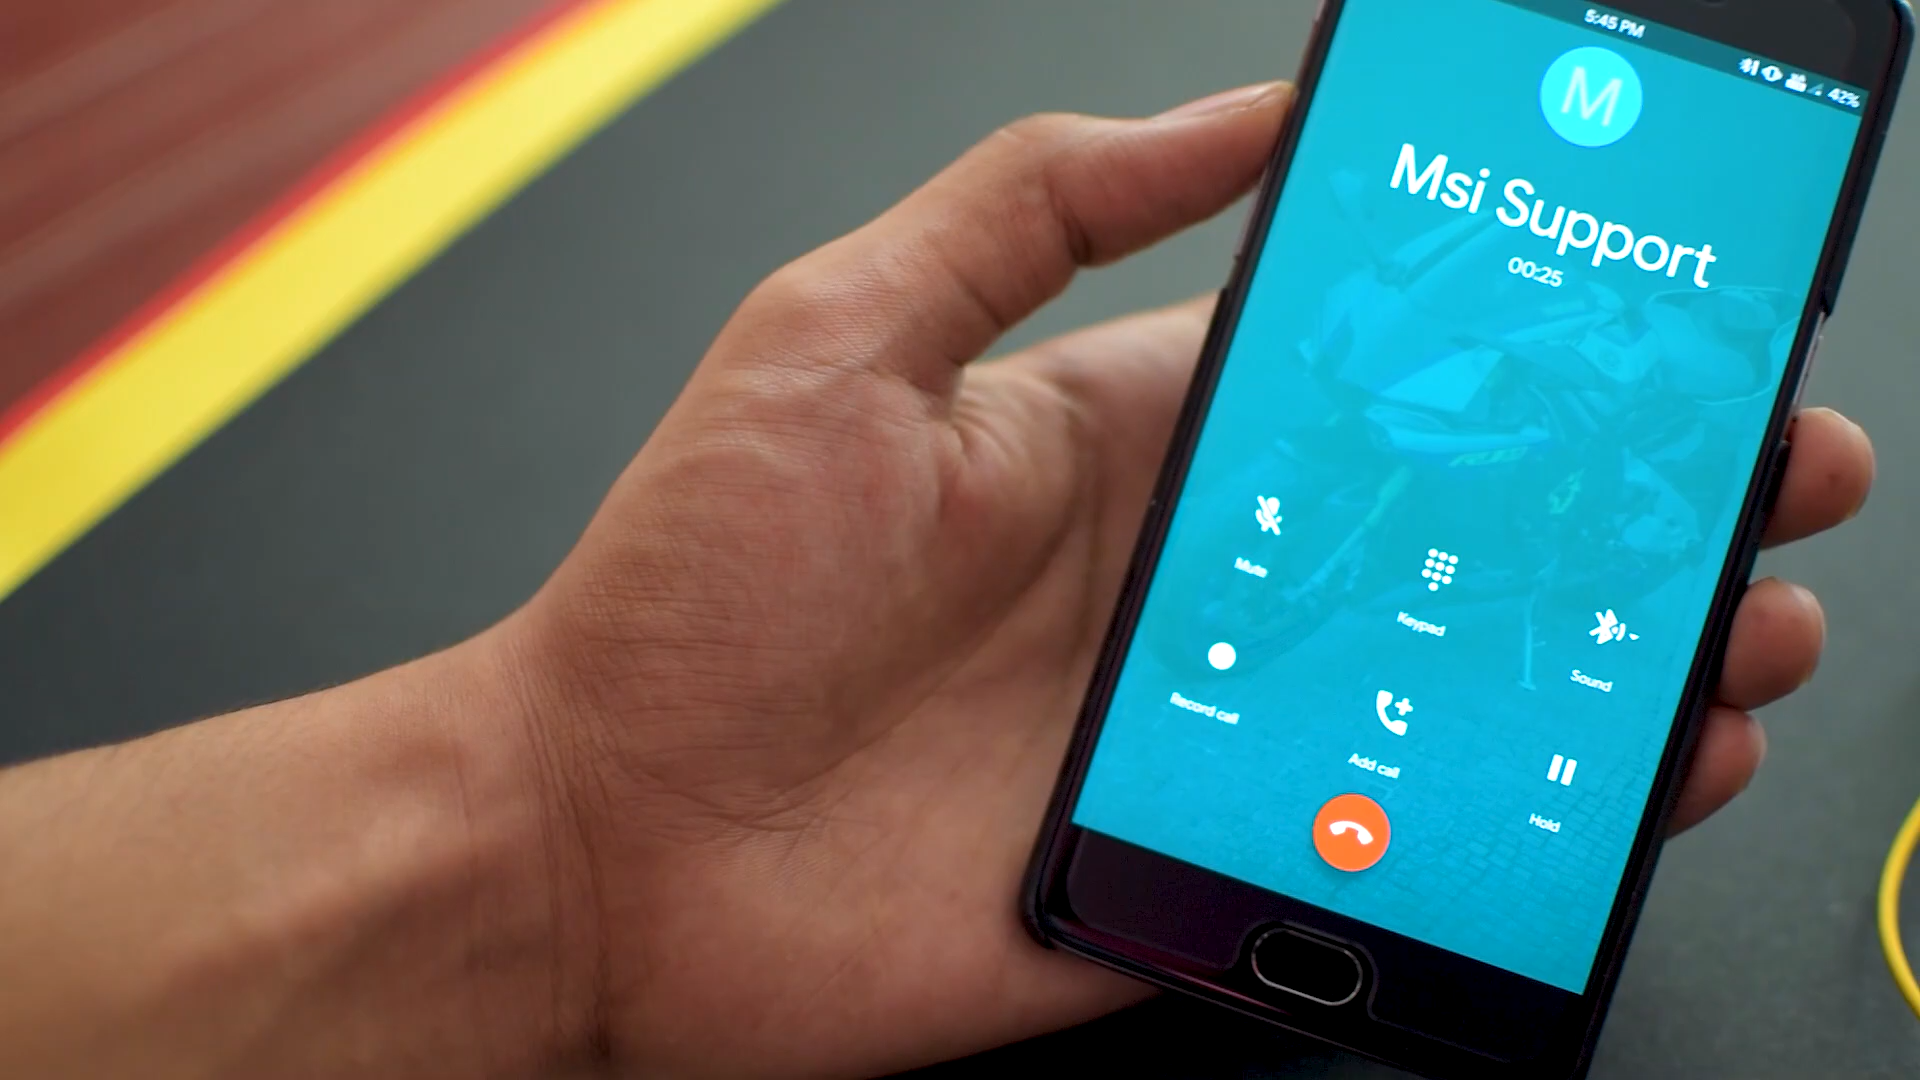 5:45 PM
42%
M
Msi Support
00:25
Mute
Keypad
Sound
Record call
Add call
Hold